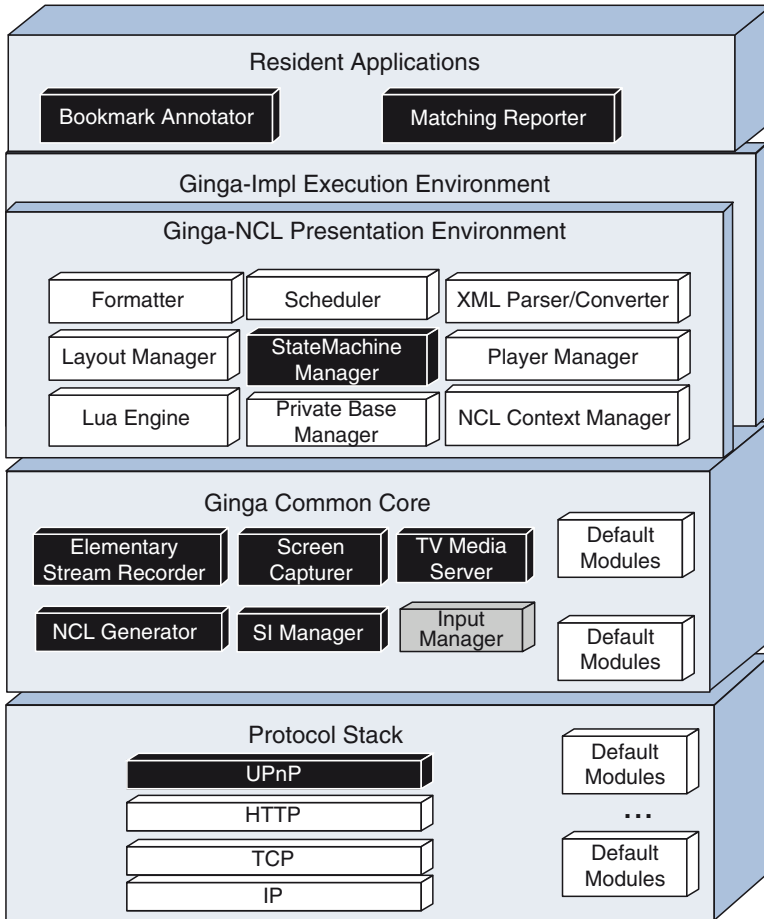 Resident Applications
Bookmark Annotator
Matching Reporter
Ginga-Impl Execution Environment
Ginga-NCL Presentation Environment
Formatter
Scheduler
XML Parser/Converter
Layout Manager
StateMachine
Manager
Player Manager
Lua Engine
Private Base
Manager
NCL Context Manager
Ginga Common Core
Elementary
Stream Recorder
Screen
Capturer
TV Media
Server
Default
Modules
NCL Generator
SI Manager
Input
Manager
Default
Modules
Protocol Stack
UPnP
HTTP
TCP
IP
Default
Modules
...
Default
Modules